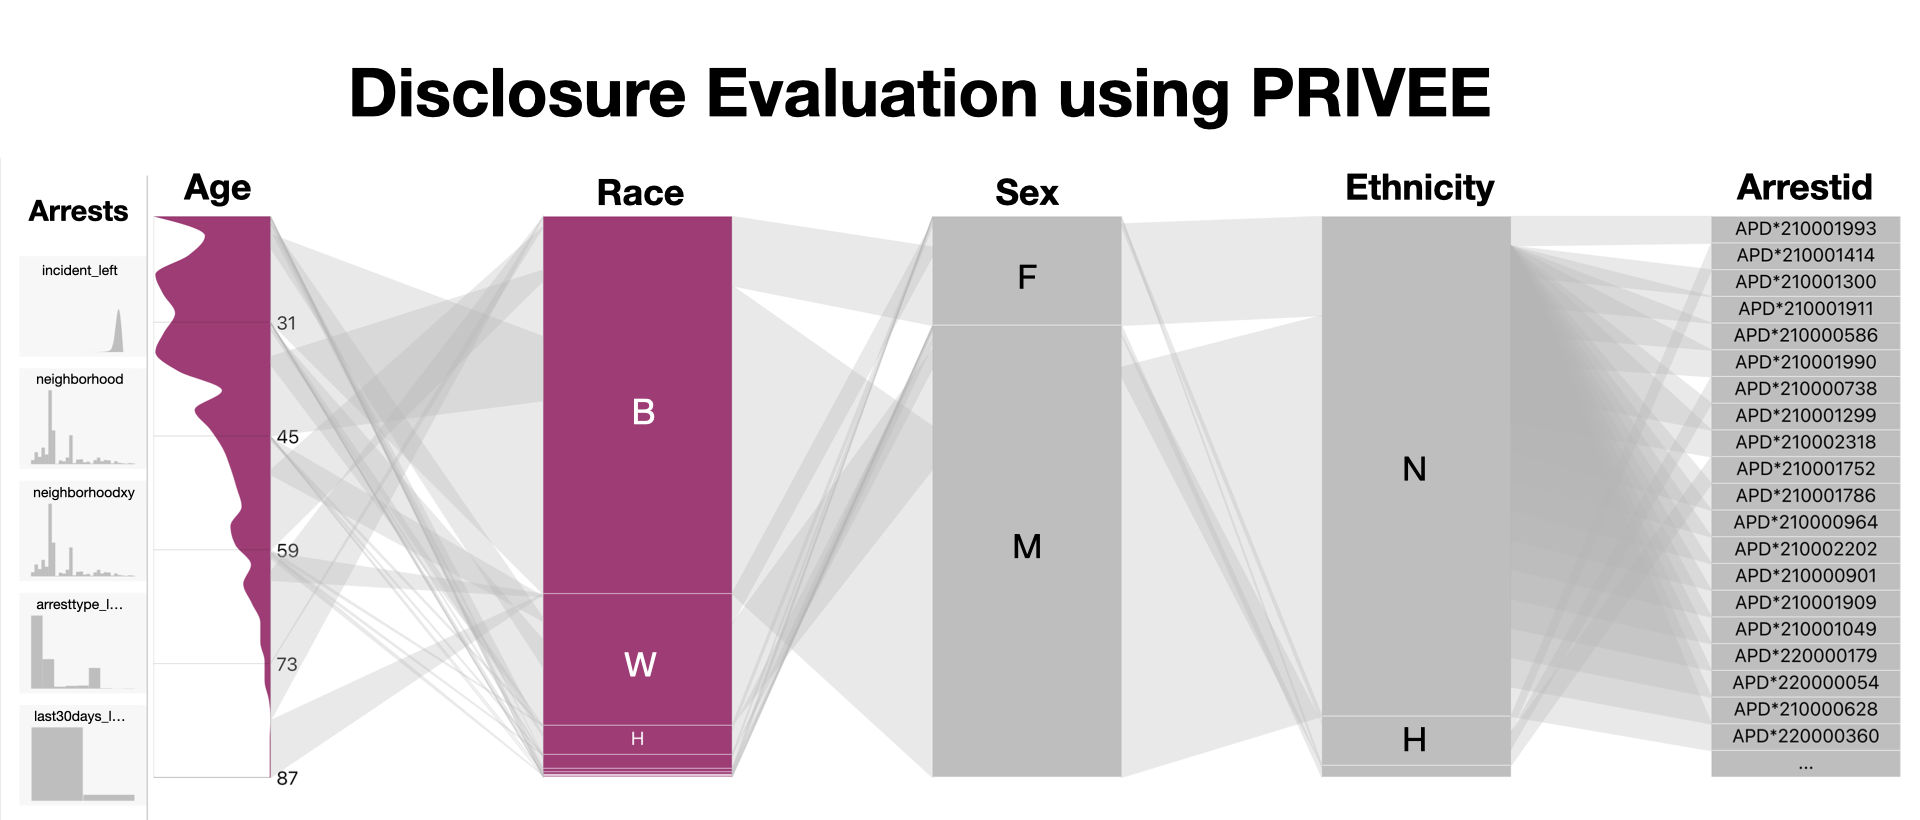 Disclosure Evaluation using PRIVEE
Arrests
incident_left
neighborhood
neighborhoodxy
arresttype_l...
last30days_l...
Age
31
45
59
73
87
Race
B
W
H
Sex
F
M
Ethnicity
N
H
Arrestid
APD*210001993
APD*210001414
APD*210001300
APD*210001911
APD*210000586
APD*210001990
APD*210000738
APD*210001299
APD*210002318
APD*210001752
APD*210001786
APD*210000964
APD*210002202
APD*210000901
APD*210001909
APD*210001049
APD*220000179
APD*220000054
APD*210000628
APD*220000360
...